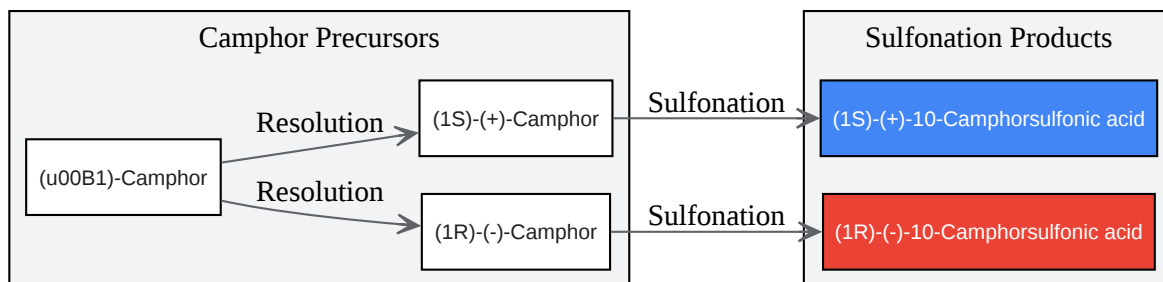 Camphor Precursors
Sulfonation Products
(1S)-(+)-Camphor
Sulfonation
(1S)-(+)-10-Camphorsulfonic acid
Resolution
(u00B1)-Camphor
Resolution
(1R)-(-)-Camphor
Sulfonation
(1R)-(-)-10-Camphorsulfonic acid